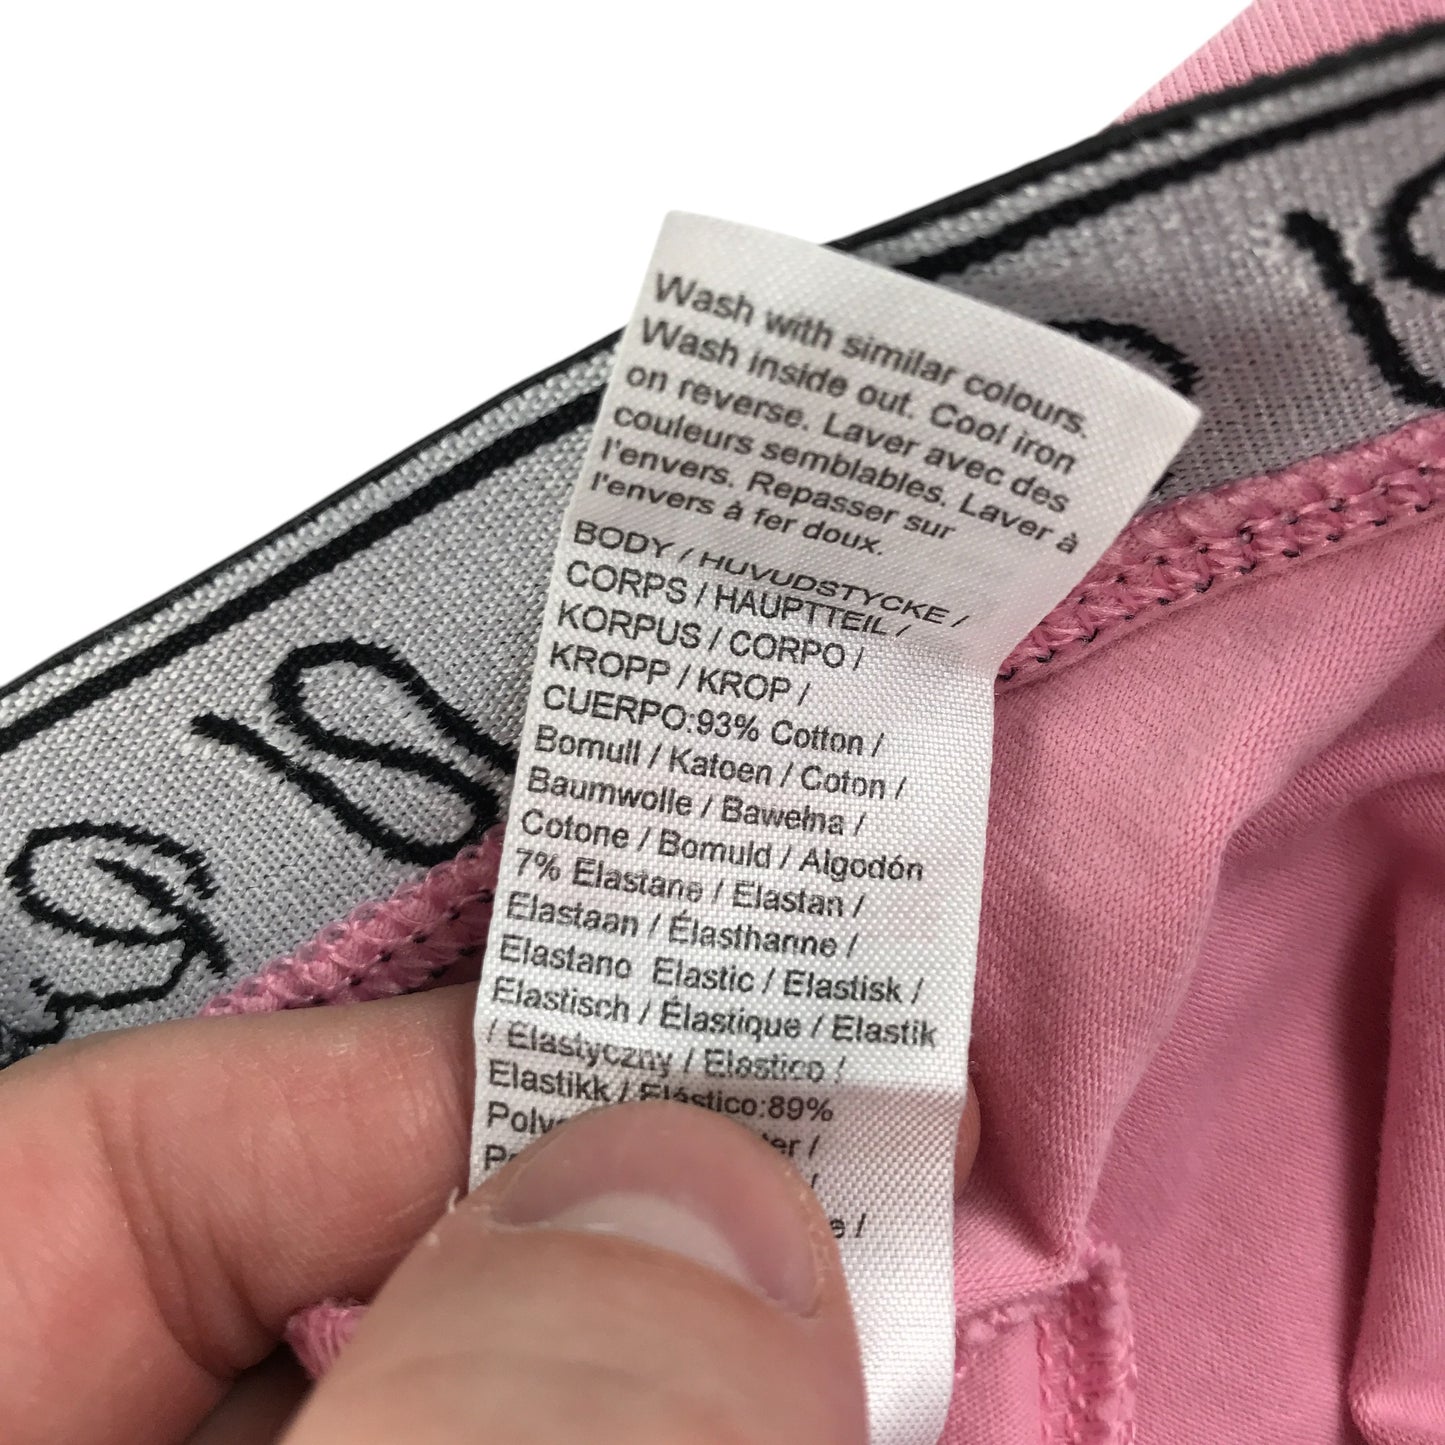 Wash with similar colours.
Wash inside out. Cool iron
on reverse. Laver avec des
couleurs semblables. Laver à
l'envers. Repasser sur
l'envers à fer doux.
BODY / HUVUDSTYCKE /
CORPS / HAUPTTEIL /
KORPUS / CORPO /
KROPP / KROP /
CUERPO:93% Cotton /
Bomull / Katoen / Coton /
Baumwolle / Bawełna /
Cotone / Bomuld / Algodón
7% Elastane / Elastan /
Elastaan / Élasthanne /
Elastano Elastic / Elastisk /
Elastisch / Élastique / Elastik
/ Elastyczny / Elastico /
Elastikk / Elástico:89%